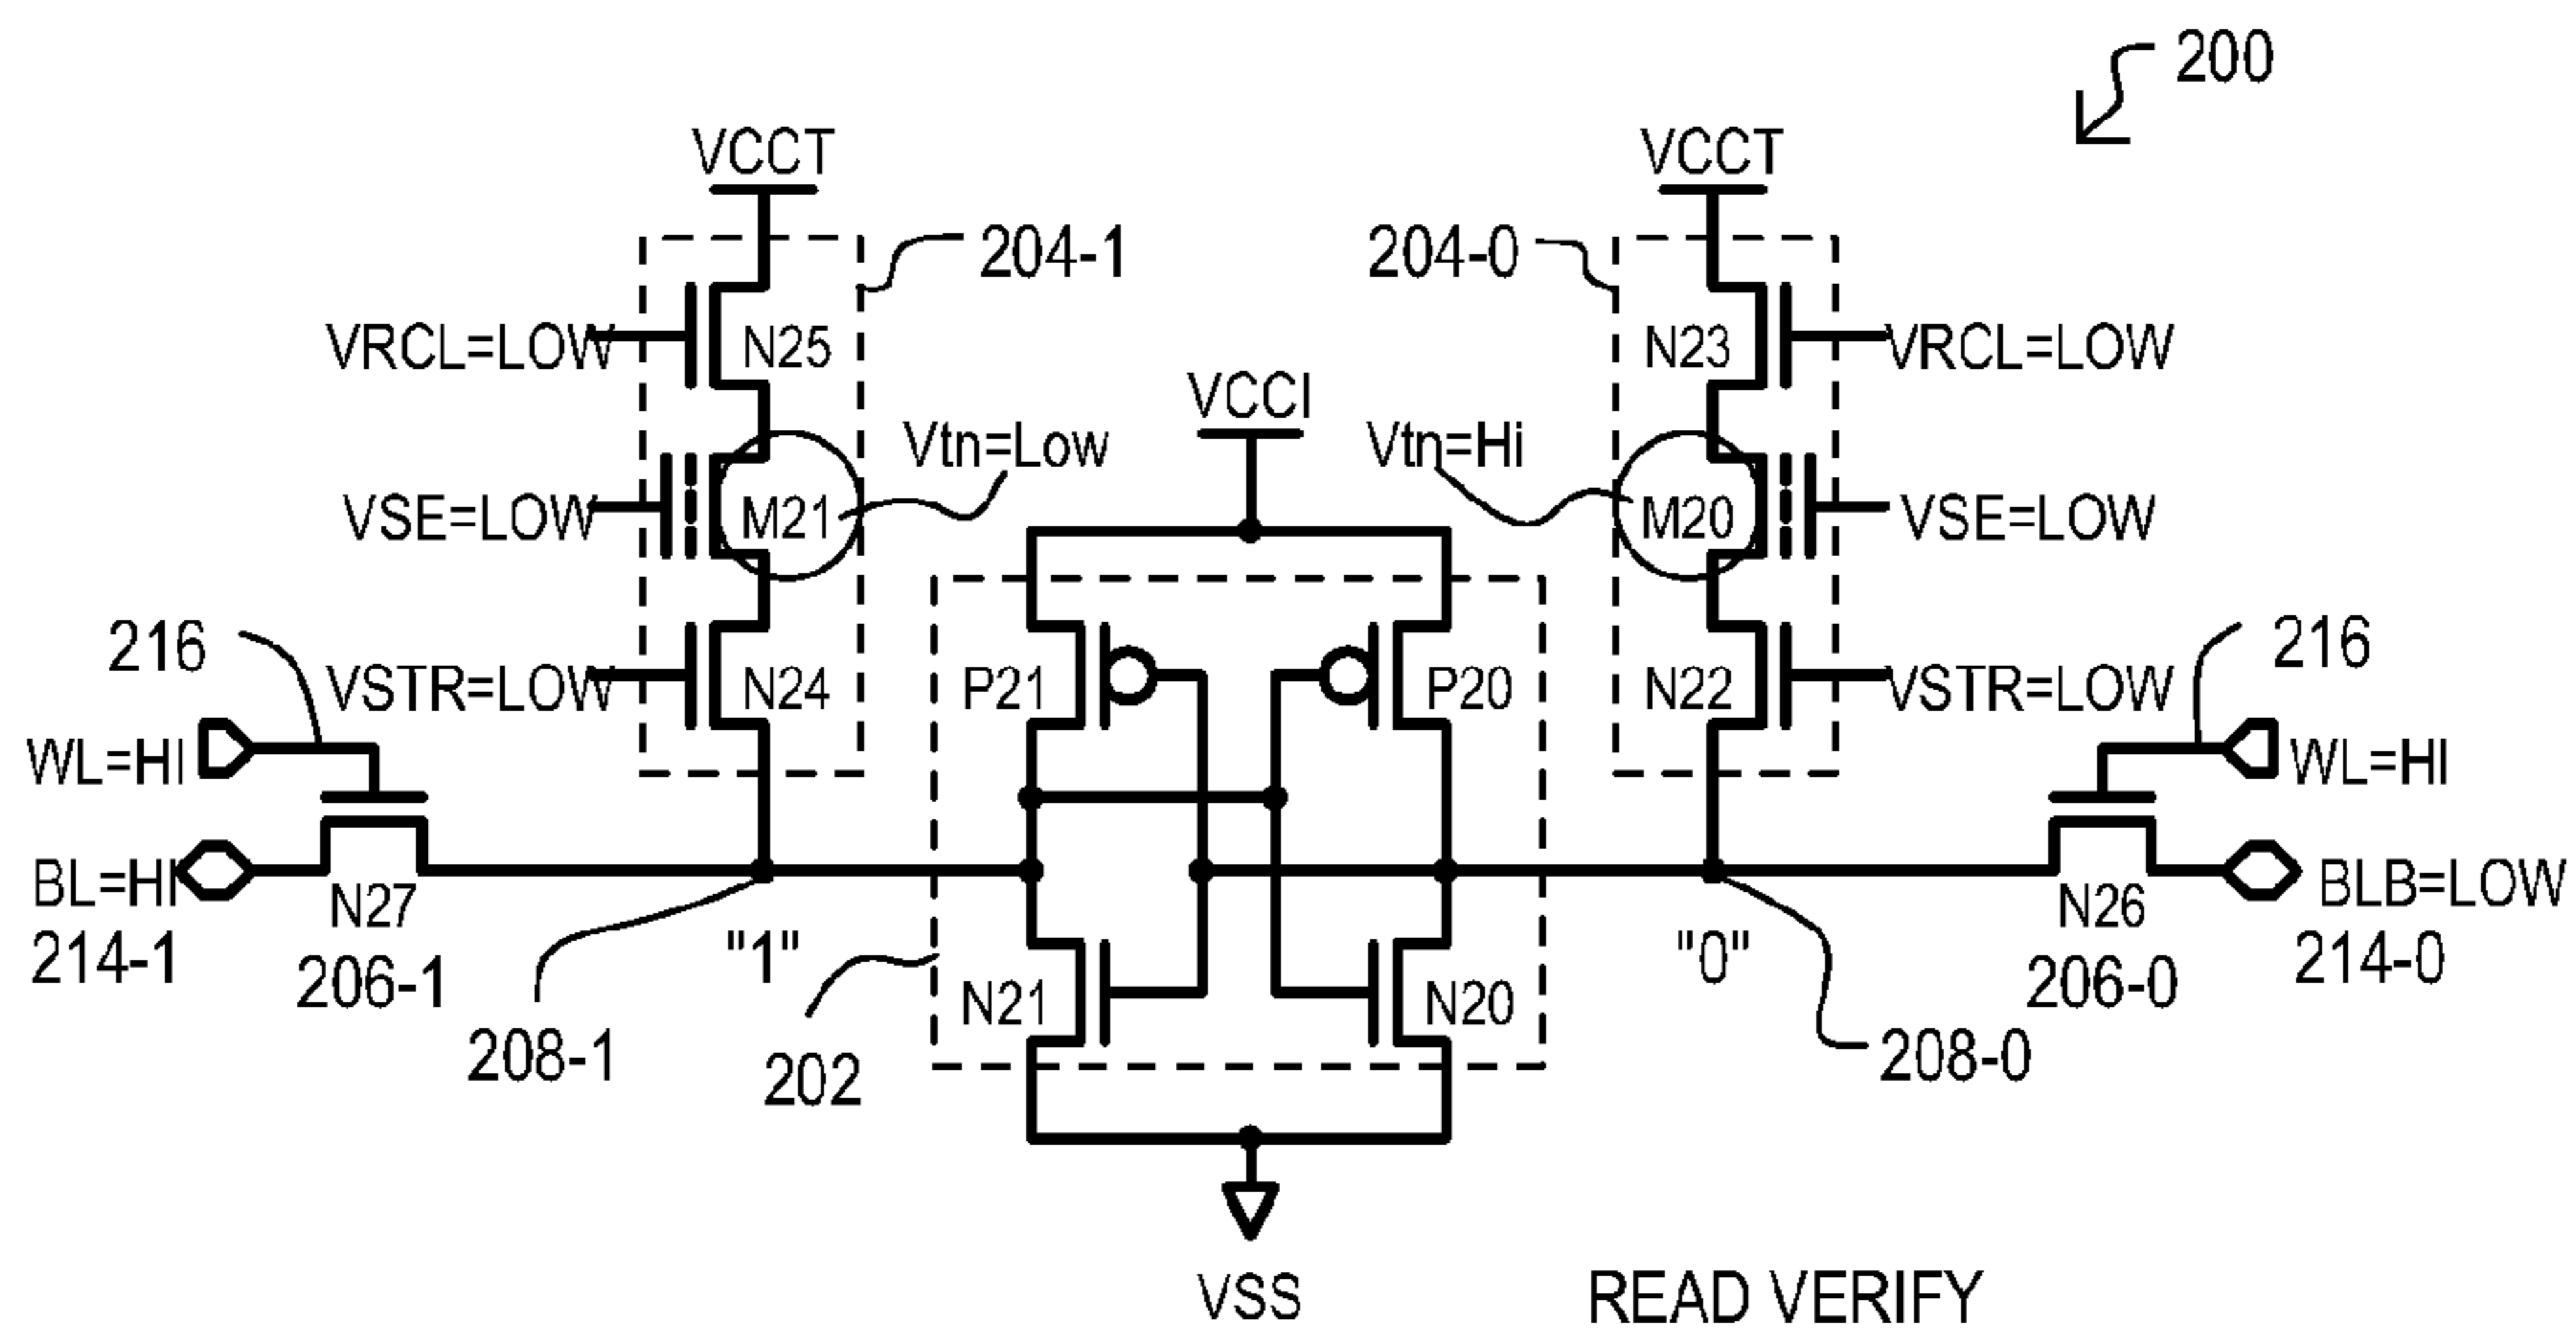 200
VCCT
VCCT
204-1
204-0
VRCL=LOW
N25
N23
VRCL=LOW
VCCI
Vtn=Low
Vtn=Hi
VSE=LOW
M21
M20
VSE=LOW
216
216
VSTR=LOW
N24
P21
P20
N22
VSTR=LOW
WL=HI
WL=HI
BL=HI
N27
N26
BLB=LOW
214-1
"1"
"0"
214-0
206-1
N21
N20
206-0
208-1
202
208-0
VSS
READ VERIFY